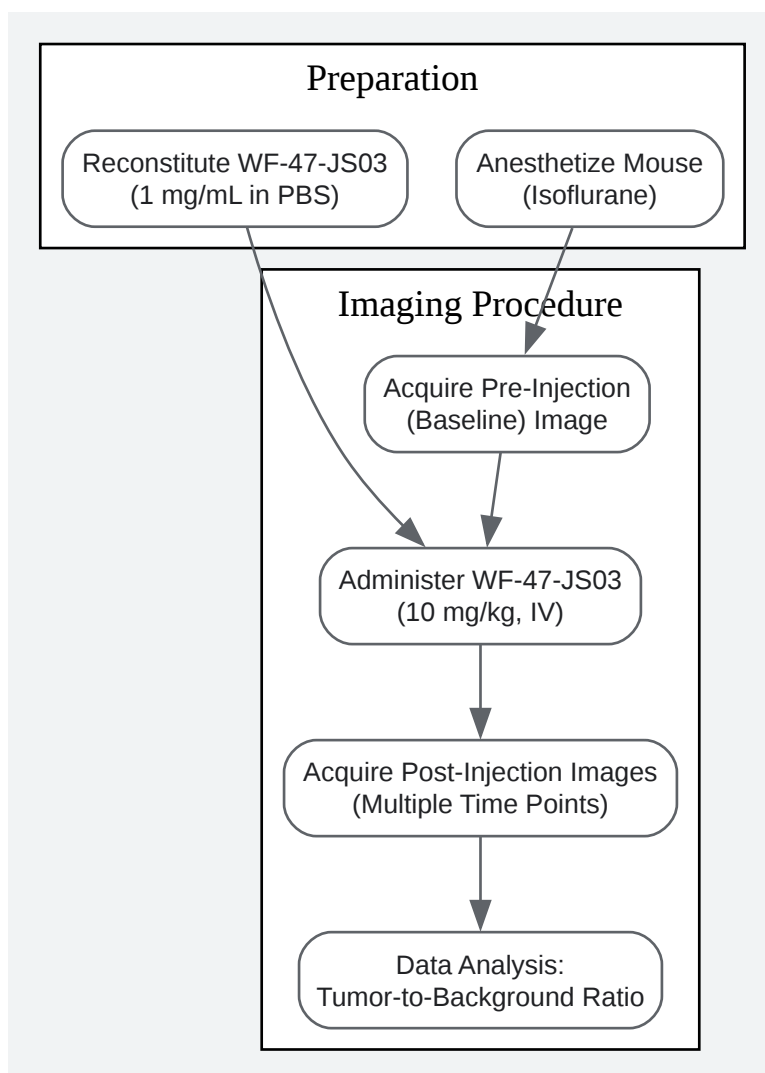 Preparation
Reconstitute WF-47-JS03
(1 mg/mL in PBS)
Anesthetize Mouse
(Isoflurane)
Imaging Procedure
Acquire Pre-Injection
(Baseline) Image
Administer WF-47-JS03
(10 mg/kg, IV)
Acquire Post-Injection Images
(Multiple Time Points)
Data Analysis:
Tumor-to-Background Ratio